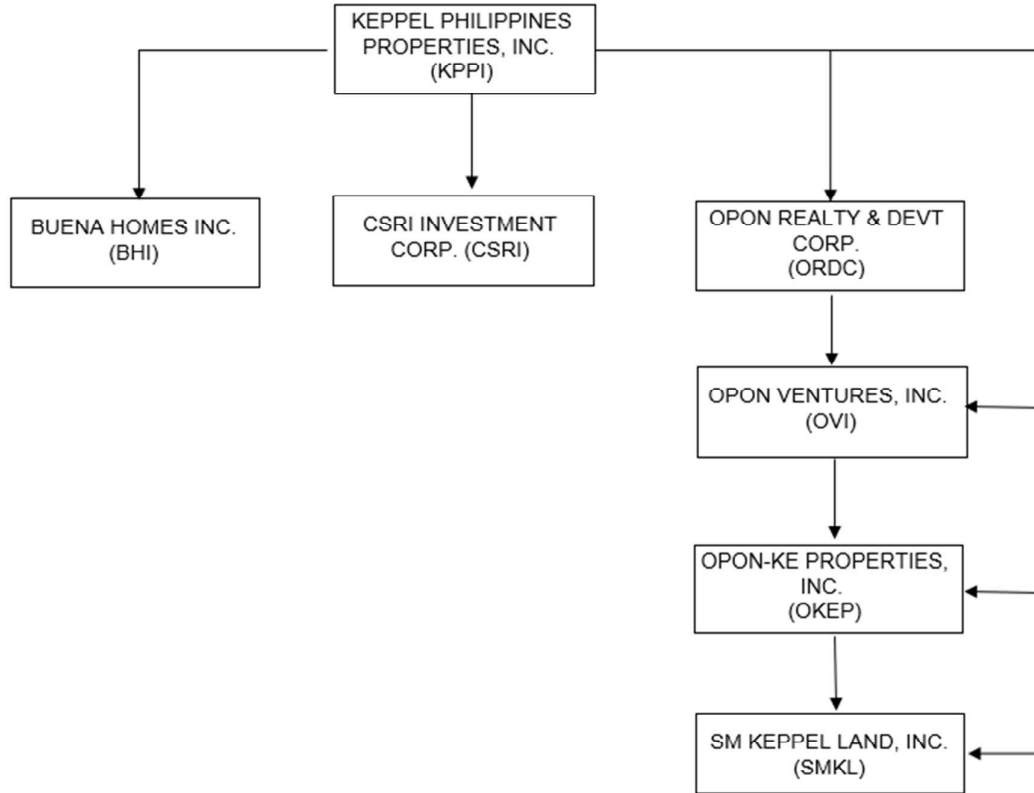 KEPPEL PHILIPPINES
PROPERTIES, INC.
(KPPI)
BUENA HOMES INC.
(BHI)
CSRI INVESTMENT
CORP. (CSRI)
OPON REALTY & DEVT
CORP.
(ORDC)
OPON VENTURES, INC.
(OVI)
OPON-KE PROPERTIES,
INC.
(OKEP)
SM KEPPEL LAND, INC.
(SMKL)